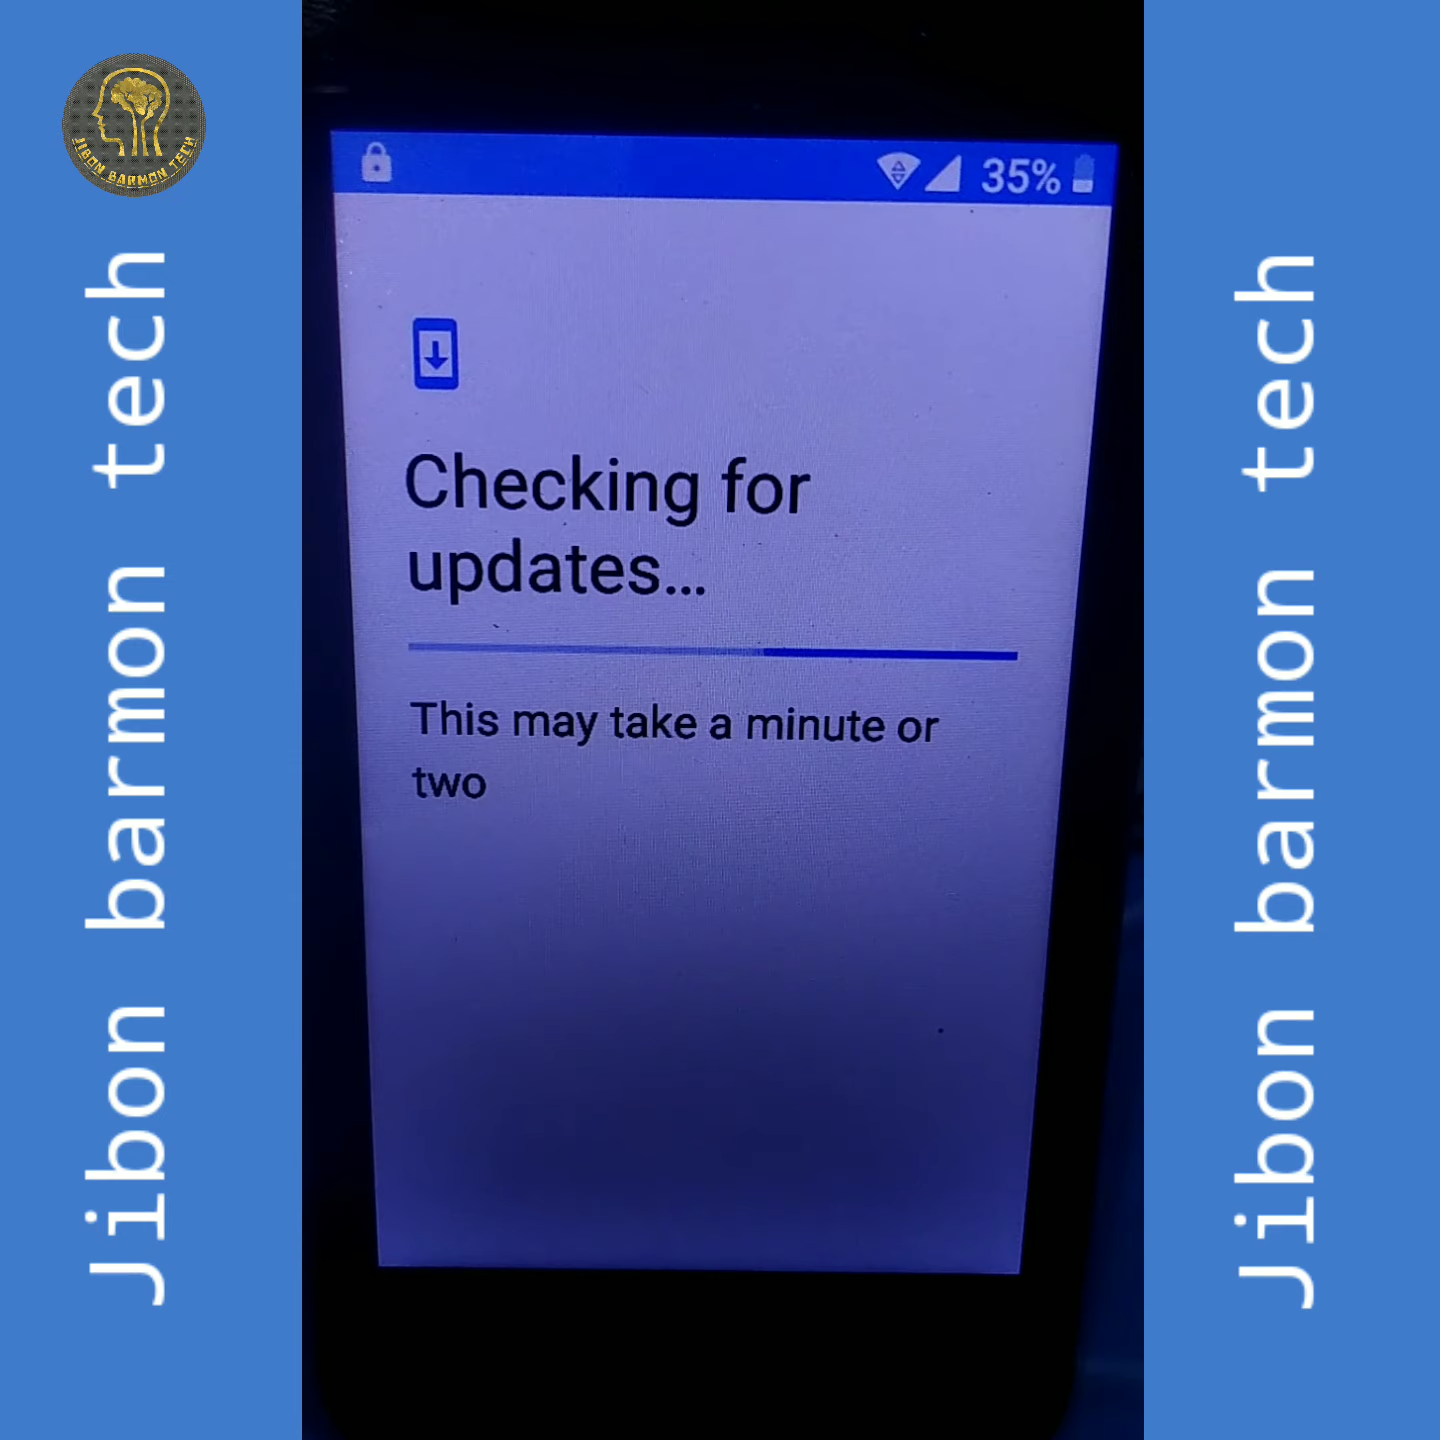 JIBON BARMON TECH
Jibon barmon tech
35%
Checking for
updates...
This may take a minute or
two
Jibon barmon tech